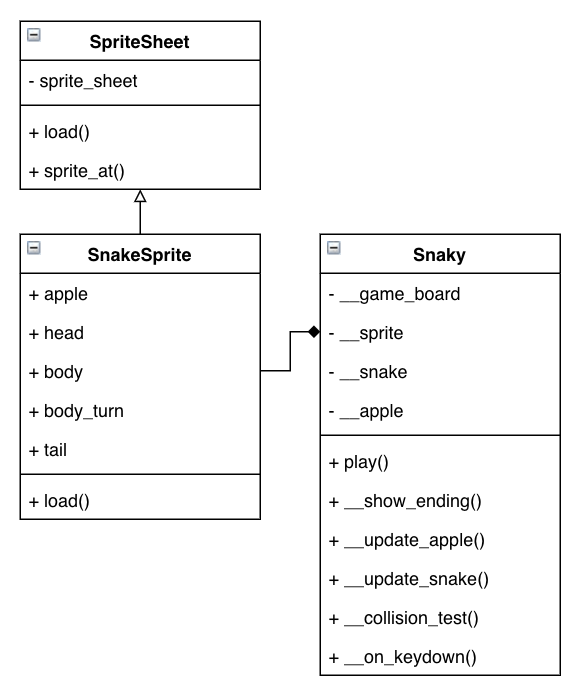 SpriteSheet
- sprite_sheet
+ load()
+ sprite_at()
SnakeSprite
+ apple
+ head
+ body
+ body_turn
+ tail
+ load()
Snaky
- __game_board
- __sprite
- __snake
- __apple
+ play()
+ __show_ending()
+ __update_apple()
+ __update_snake()
+ __collision_test()
+ __on_keydown()